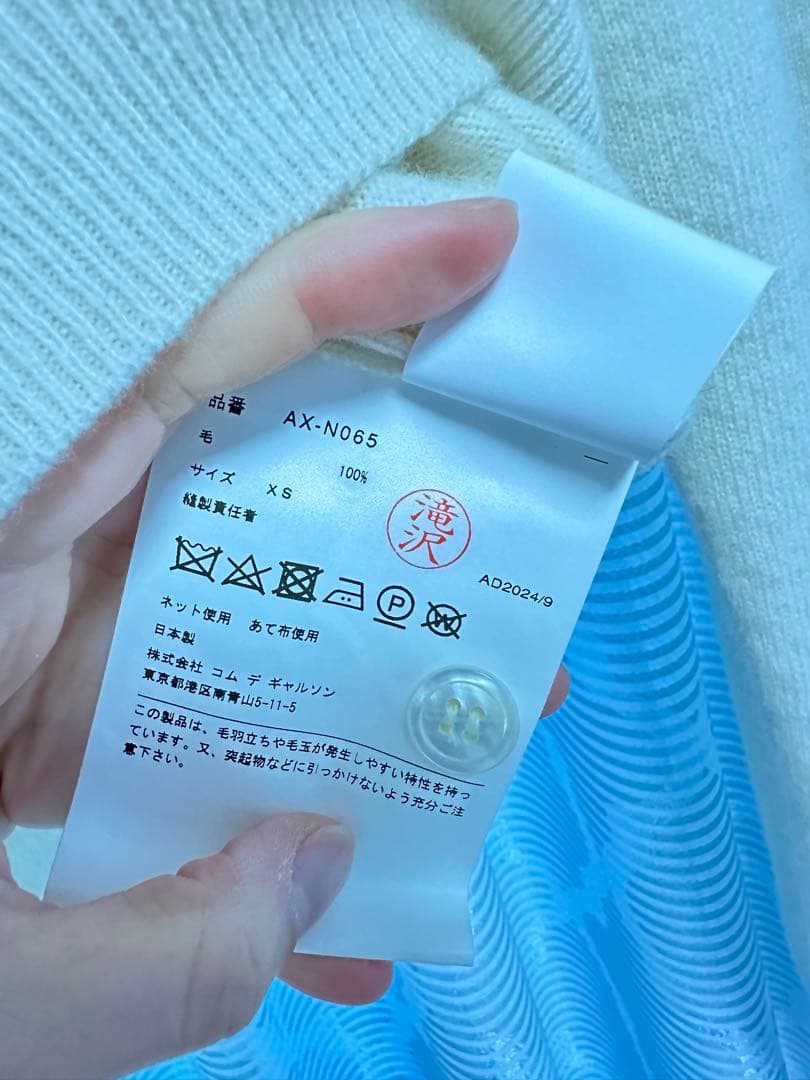 品番 AX-N065
毛 100%
サイズ XS
縫製責任者
滝沢
AD2024/9
P W
ネット使用 あて布使用
日本製
株式会社 コム デ ギャルソン
東京都港区南青山5-11-5
この製品は、毛羽立ちや毛玉が発生しやすい特性を持っ
ています。又、突起物などに引っかけないよう充分ご注
意下さい。